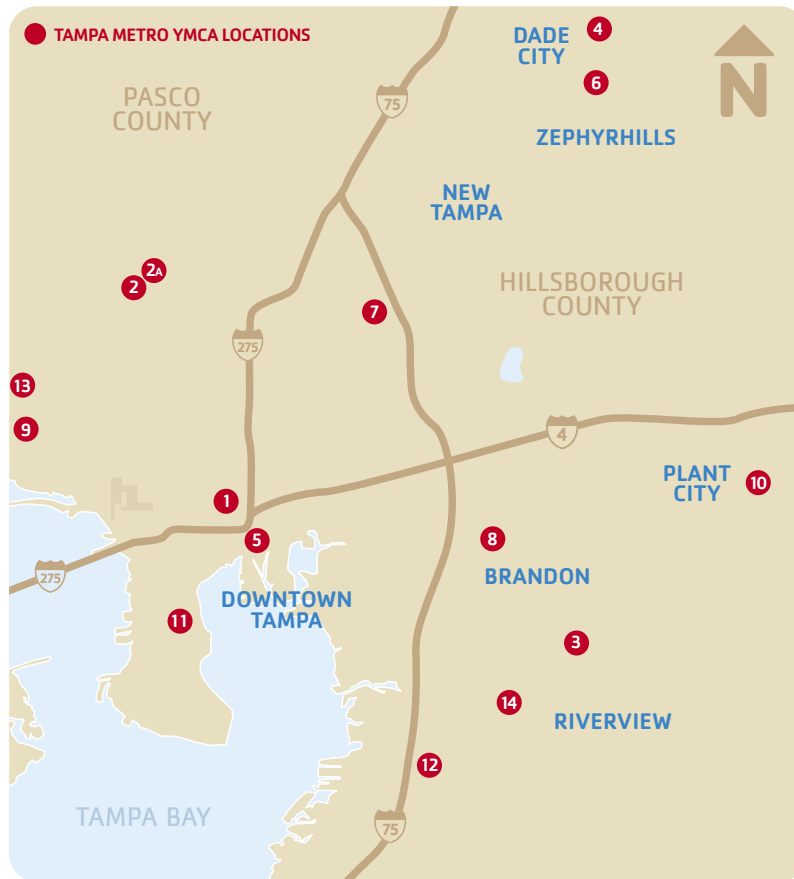 TAMPA METRO YMCA LOCATIONS
4
DADE
CITY
N
6
PASCO
COUNTY
75
ZEPHYRHILLS
NEW
TAMPA
2A
2
HILLSBOROUGH
COUNTY
7
275
13
9
4
PLANT
CITY
10
1
5
8
275
BRANDON
DOWNTOWN
TAMPA
11
3
14
RIVERVIEW
12
TAMPA BAY
75